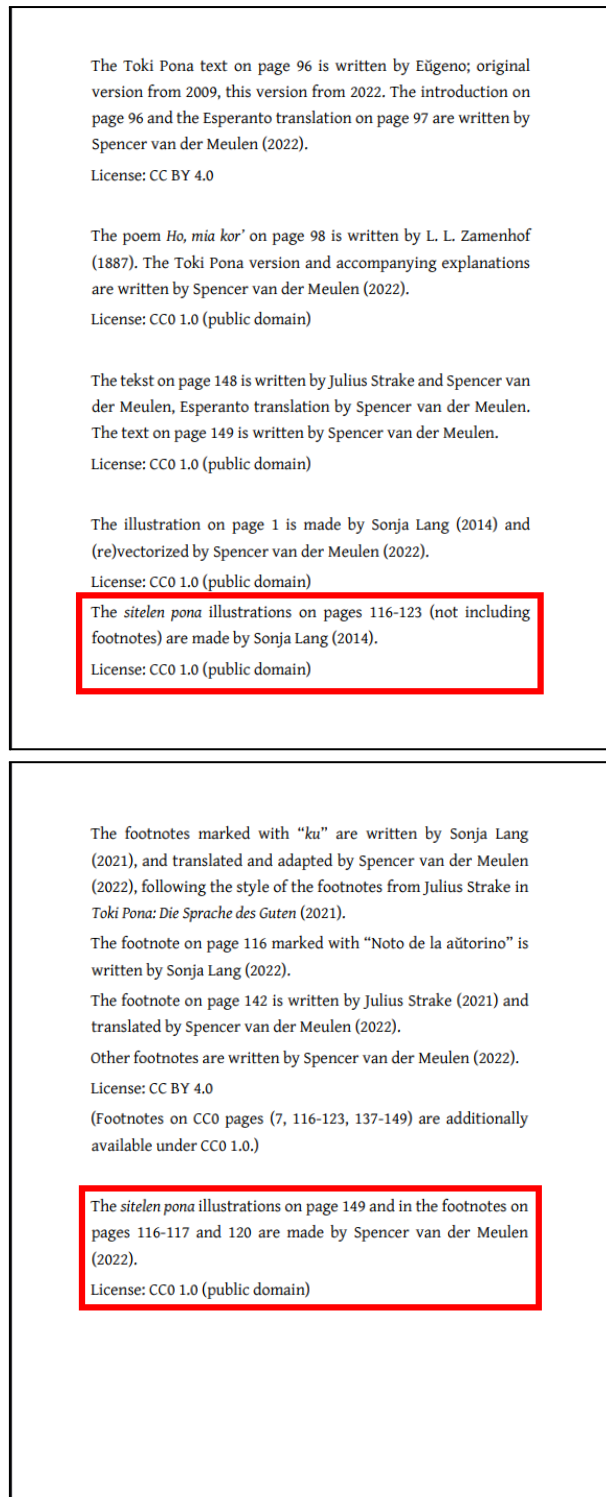 The Toki Pona text on page 96 is written by Eŭgeno; original
version from 2009, this version from 2022. The introduction on
page 96 and the Esperanto translation on page 97 are written by
Spencer van der Meulen (2022).
License: CC BY 4.0
The poem Ho, mia kor’ on page 98 is written by L. L. Zamenhof
(1887). The Toki Pona version and accompanying explanations
are written by Spencer van der Meulen (2022).
License: CC0 1.0 (public domain)
The tekst on page 148 is written by Julius Strake and Spencer van
der Meulen, Esperanto translation by Spencer van der Meulen.
The text on page 149 is written by Spencer van der Meulen.
License: CC0 1.0 (public domain)
The illustration on page 1 is made by Sonja Lang (2014) and
(re)vectorized by Spencer van der Meulen (2022).
License: CC0 1.0 (public domain)
The sitelen pona illustrations on pages 116-123 (not including
footnotes) are made by Sonja Lang (2014).
License: CC0 1.0 (public domain)
The footnotes marked with “ku” are written by Sonja Lang
(2021), and translated and adapted by Spencer van der Meulen
(2022), following the style of the footnotes from Julius Strake in
Toki Pona: Die Sprache des Guten (2021).
The footnote on page 116 marked with “Noto de la aŭtorino” is
written by Sonja Lang (2022).
The footnote on page 142 is written by Julius Strake (2021) and
translated by Spencer van der Meulen (2022).
Other footnotes are written by Spencer van der Meulen (2022).
License: CC BY 4.0
(Footnotes on CC0 pages (7, 116-123, 137-149) are additionally
available under CC0 1.0.)
The sitelen pona illustrations on page 149 and in the footnotes on
pages 116-117 and 120 are made by Spencer van der Meulen
(2022).
License: CC0 1.0 (public domain)